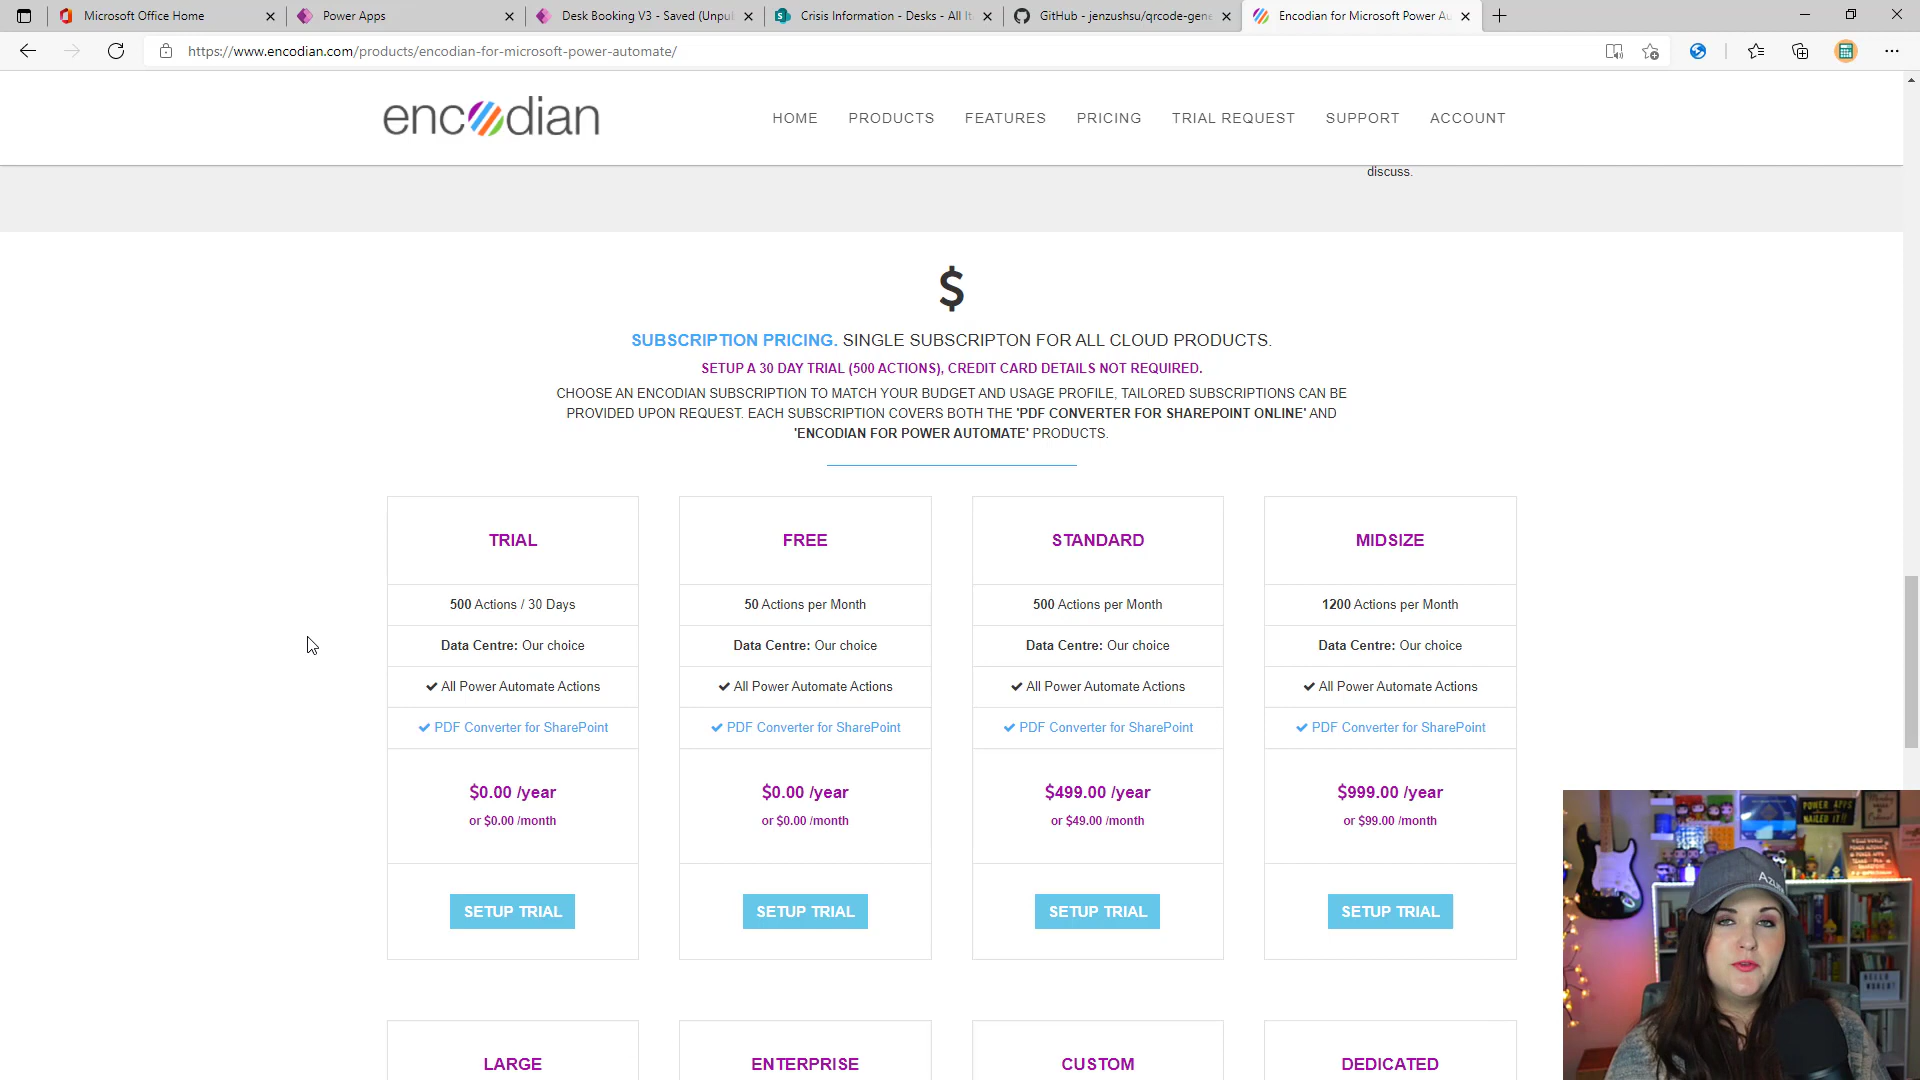 Microsoft Office Home
Power Apps
Desk Booking V3 - Saved (Unpu
Crisis Information - Desks - All It
GitHub - jenzushsu/qrcode-gene
Encodian for Microsoft Power Au
https://www.encodian.com/products/encodian-for-microsoft-power-automate/
encodian
HOME
PRODUCTS
FEATURES
PRICING
TRIAL REQUEST
SUPPORT
ACCOUNT
discuss.
$
SUBSCRIPTION PRICING. SINGLE SUBSCRIPTON FOR ALL CLOUD PRODUCTS.
SETUP A 30 DAY TRIAL (500 ACTIONS), CREDIT CARD DETAILS NOT REQUIRED.
CHOOSE AN ENCODIAN SUBSCRIPTION TO MATCH YOUR BUDGET AND USAGE PROFILE, TAILORED SUBSCRIPTIONS CAN BE
PROVIDED UPON REQUEST. EACH SUBSCRIPTION COVERS BOTH THE 'PDF CONVERTER FOR SHAREPOINT ONLINE' AND
'ENCODIAN FOR POWER AUTOMATE' PRODUCTS.
TRIAL
500 Actions / 30 Days
Data Centre: Our choice
All Power Automate Actions
PDF Converter for SharePoint
$0.00 /year
or $0.00 /month
SETUP TRIAL
FREE
50 Actions per Month
Data Centre: Our choice
All Power Automate Actions
PDF Converter for SharePoint
$0.00 /year
or $0.00 /month
SETUP TRIAL
STANDARD
500 Actions per Month
Data Centre: Our choice
All Power Automate Actions
PDF Converter for SharePoint
$499.00 /year
or $49.00 /month
SETUP TRIAL
MIDSIZE
1200 Actions per Month
Data Centre: Our choice
All Power Automate Actions
PDF Converter for SharePoint
$999.00 /year
or $99.00 /month
SETUP TRIAL
LARGE
ENTERPRISE
CUSTOM
DEDICATED
POWER APPS
NAILED IT!!
Azu
HELLO